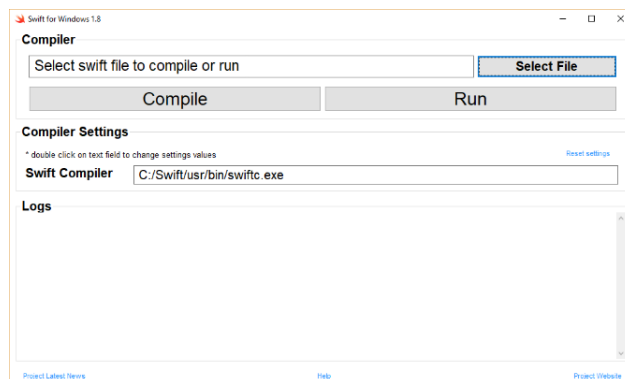 Swift for Windows 1.8
Compiler
Select swift file to compile or run
Select File
Compile
Run
Compiler Settings
* double click on text field to change settings values
Reset settings
Swift Compiler
C:/Swift/usr/bin/swiftc.exe
Logs
Project Latest News
Help
Project Website